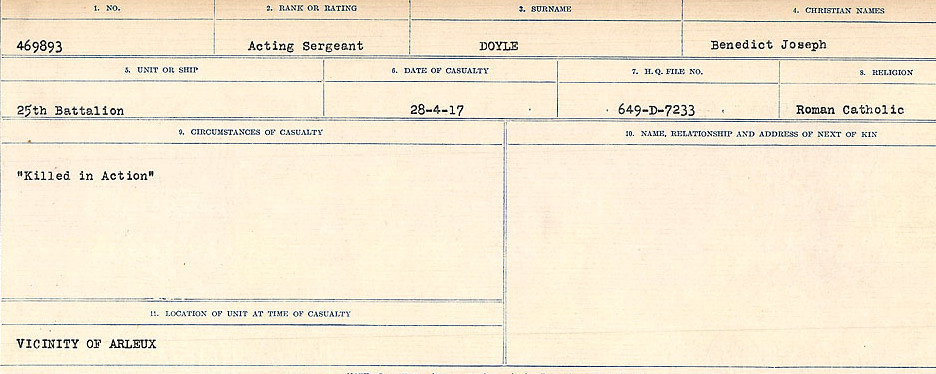 1. NO. 2. RANK OR RATING 3. SURNAME 4. CHRISTIAN NAMES
469893 Acting Sergeant DOYLE Benedict Joseph
5. UNIT OR SHIP 6. DATE OF CASUALTY 7. H.Q. FILE NO. 8. RELIGION
25th Battalion 28-4-17 649-D-7233 Roman Catholic
9. CIRCUMSTANCES OF CASUALTY 10. NAME, RELATIONSHIP AND ADDRESS OF NEXT OF KIN
"Killed in Action"
11. LOCATION OF UNIT AT TIME OF CASUALTY
VICINITY OF ARLEUX